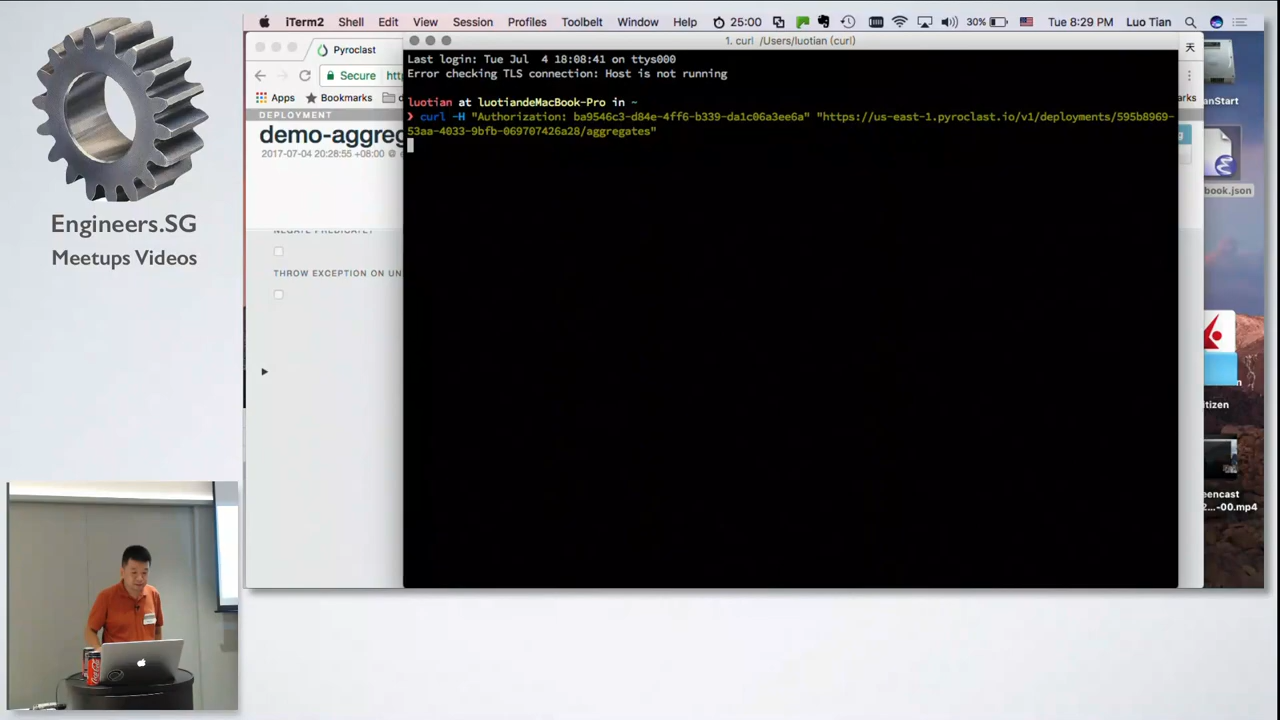 Engineers.SG
Meetups Videos
iTerm2 Shell Edit View Session Profiles Toolbelt Window Help 25:00 30% Tue 8:29 PM Luo Tian
Pyroclast
1. curl /Users/luotian (curl)
天
Secure
Apps Bookmarks
DEPLOYMENT
demo-aggreg
2017-07-04 20:28:55 +08:00 @
NEGATE PREDICATE?
THROW EXCEPTION ON UN
Last login: Tue Jul 4 18:08:41 on ttys000
Error checking TLS connection: Host is not running
luotian at luotiandeMacBook-Pro in ~
❯ curl -H "Authorization: ba9546c3-d84e-4ff6-b339-da1c06a3ee6a" "https://us-east-1.pyroclast.io/v1/deployments/595b8969-
53aa-4033-9bfb-069707426a28/aggregates"
anStart
book.json
tizen
eencast
2...-00.mp4